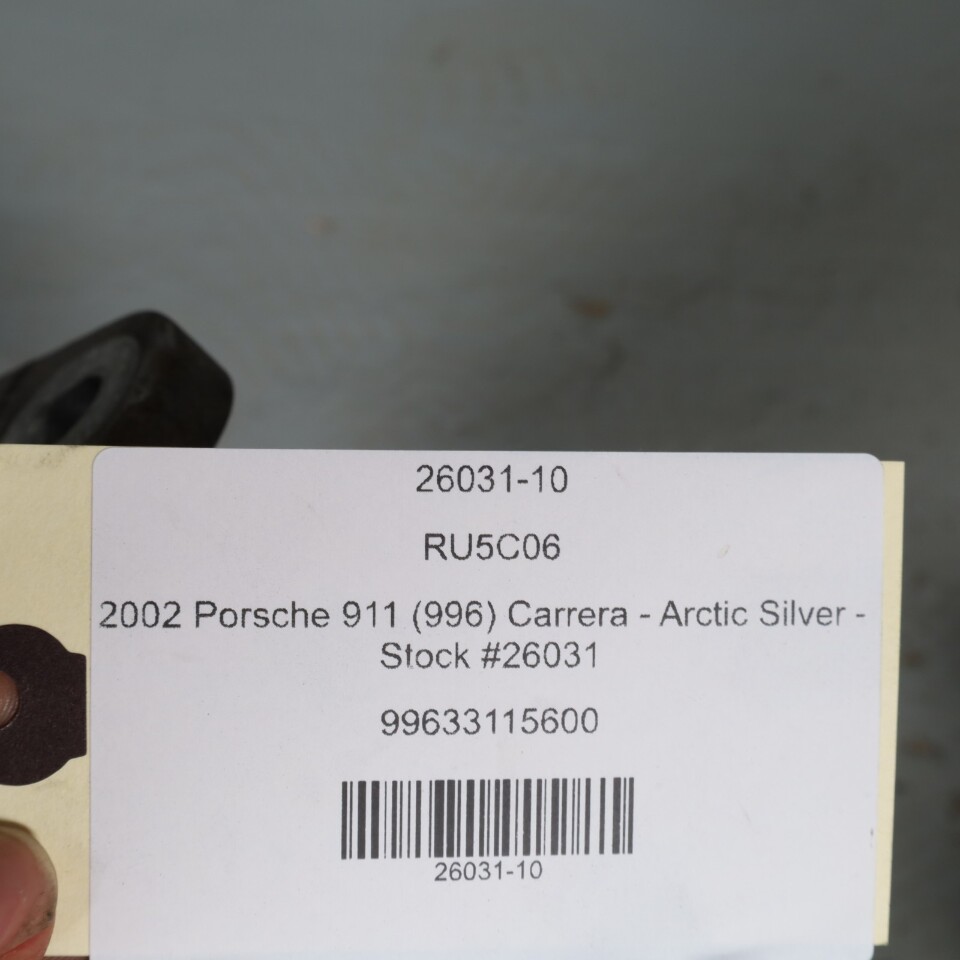 26031-10
RU5C06
2002 Porsche 911 (996) Carrera - Arctic Silver -
Stock #26031
99633115600
26031-10